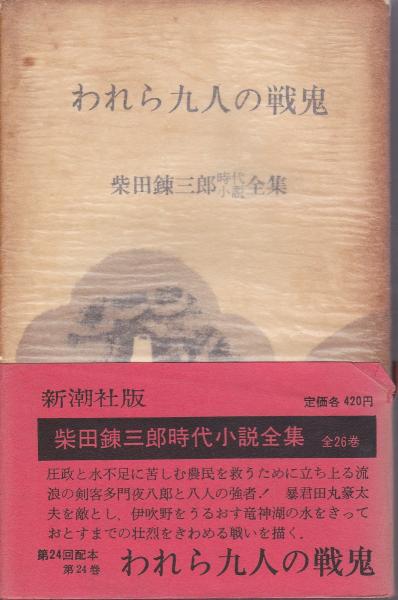 われら九人の戦鬼
柴田錬三郎時代小説全集
新潮社版
定価各 420円
柴田錬三郎時代小説全集 全26巻
圧政と水不足に苦しむ農民を救うために立ち上る流
浪の剣客多門夜八郎と八人の強者! 暴君田丸豪太
夫を敵とし、伊吹野をうるおす竜神湖の水をきって
おとすまでの壮烈をきわめる戦いを描く.
第24回配本
第24巻
われら九人の戦鬼